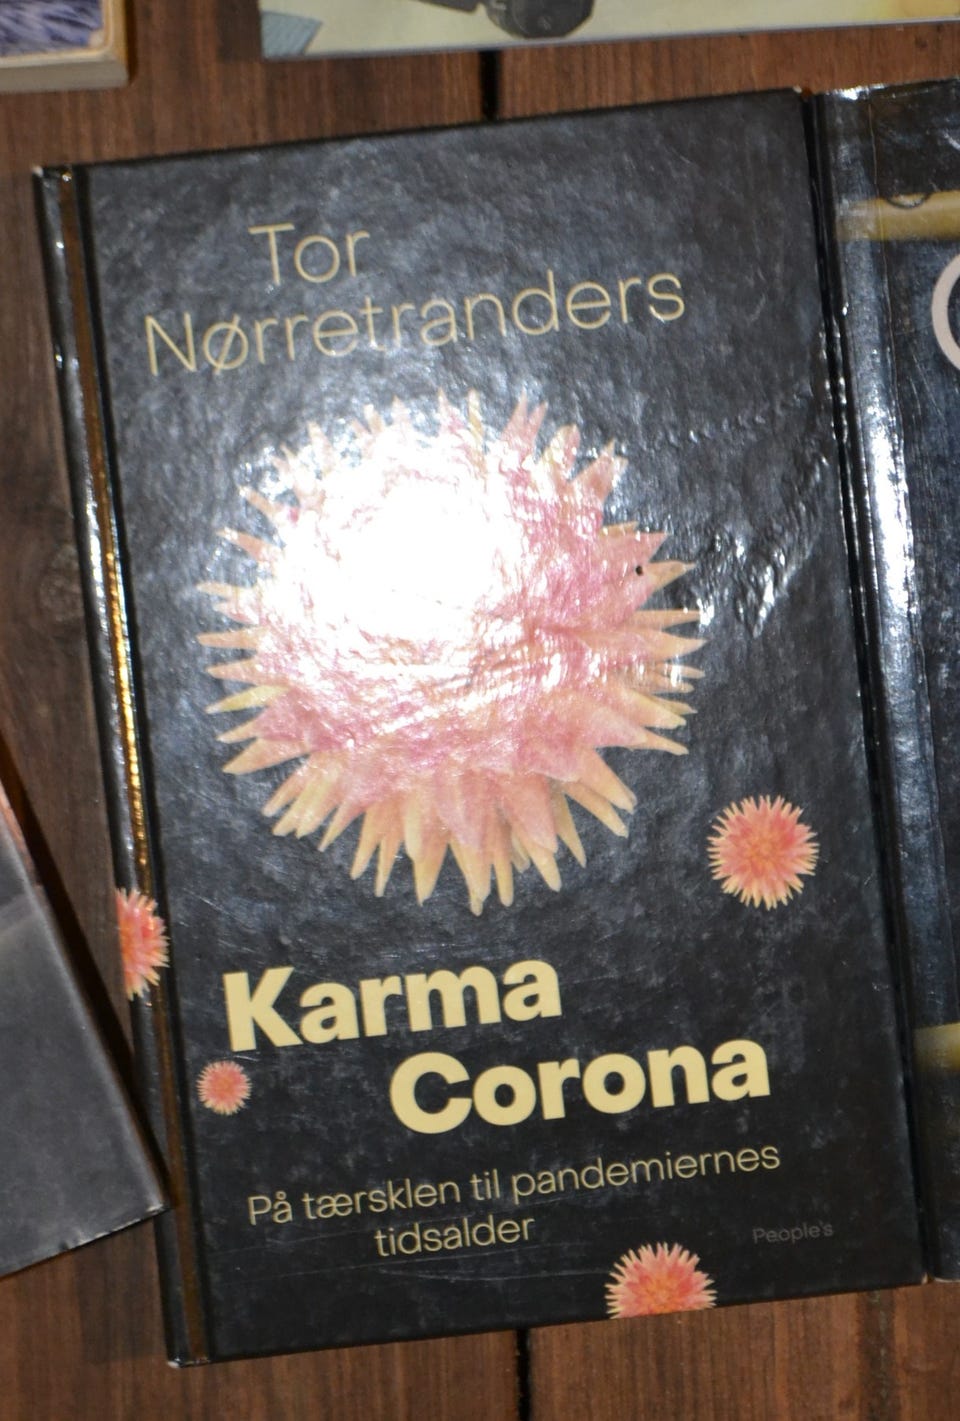 Tor
Nørretranders
Karma
Corona
På tærsklen til pandemiernes
tidsalder
People's